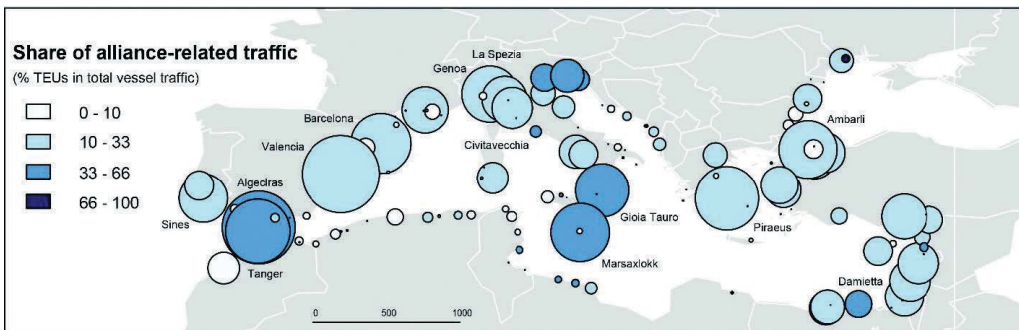 Share of alliance-related traffic
(% TEUs in total vessel traffic)
0 - 10
10 - 33
33 - 66
66 - 100
La Spezia
Genoa
Barcelona
Ambarli
Valencia
Civitavecchia
Algeciras
Sines
Gioia Tauro
Piraeus
Marsaxlokk
Tanger
Damietta
0 500 1000